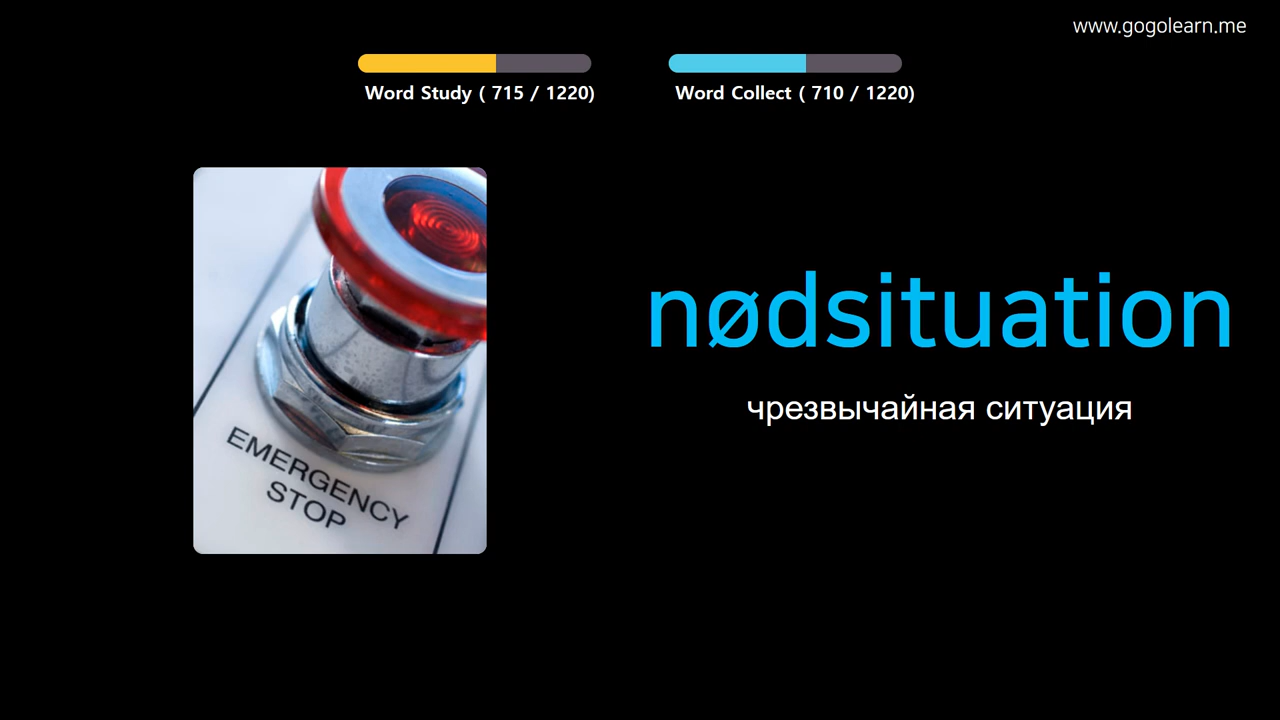 www.gogolearn.me
Word Study ( 715 / 1220)
Word Collect ( 710 / 1220)
nødsituation
чрезвычайная ситуация
EMERGENCY
STOP